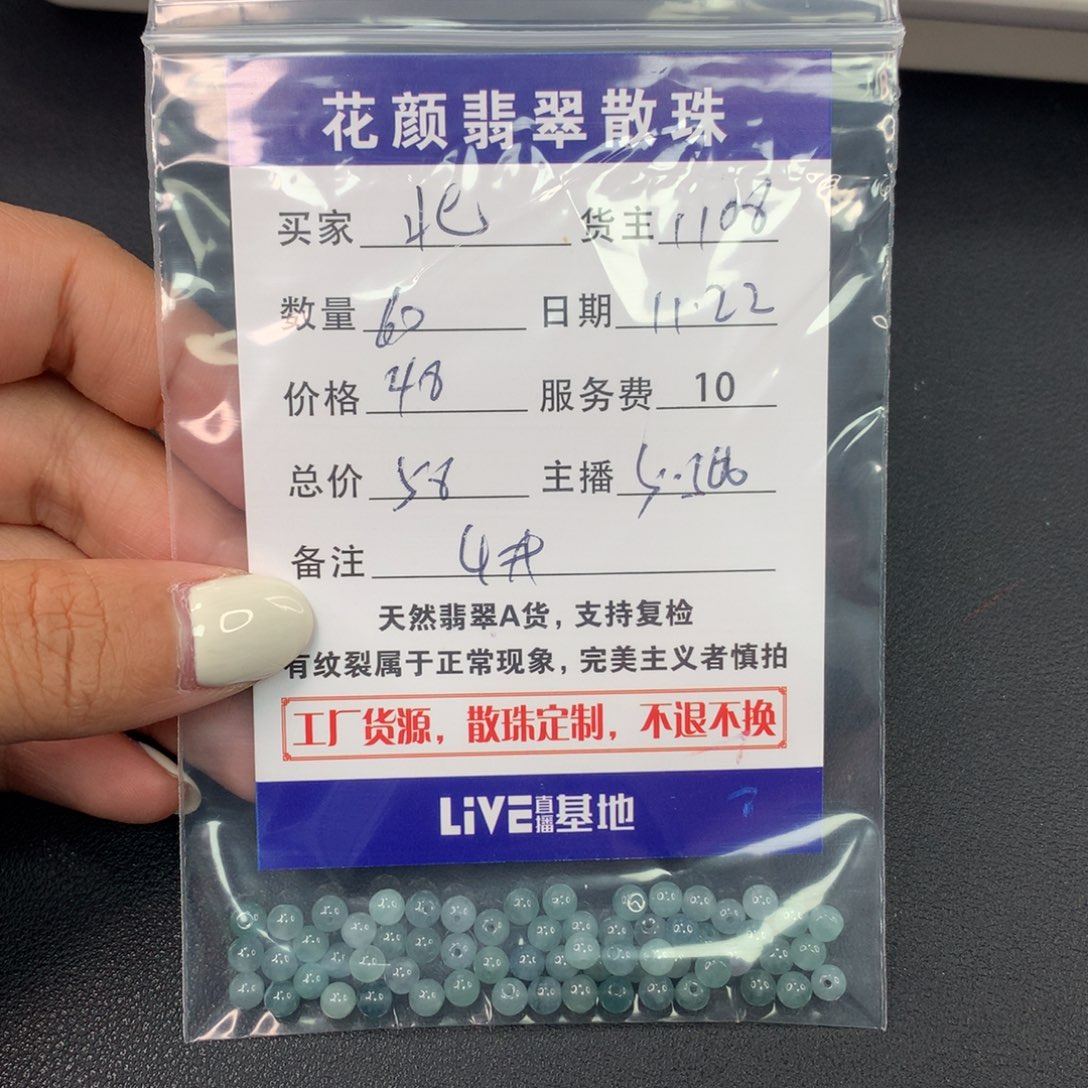 花颜翡翠散珠
买家 北 货主 1108
数量 60 日期 11.22
价格 48 服务费 10
总价 58 主播
备注 4#
天然翡翠A货，支持复检
有纹裂属于正常现象，完美主义者慎拍
工厂货源，散珠定制，不退不换
LiVE直播基地